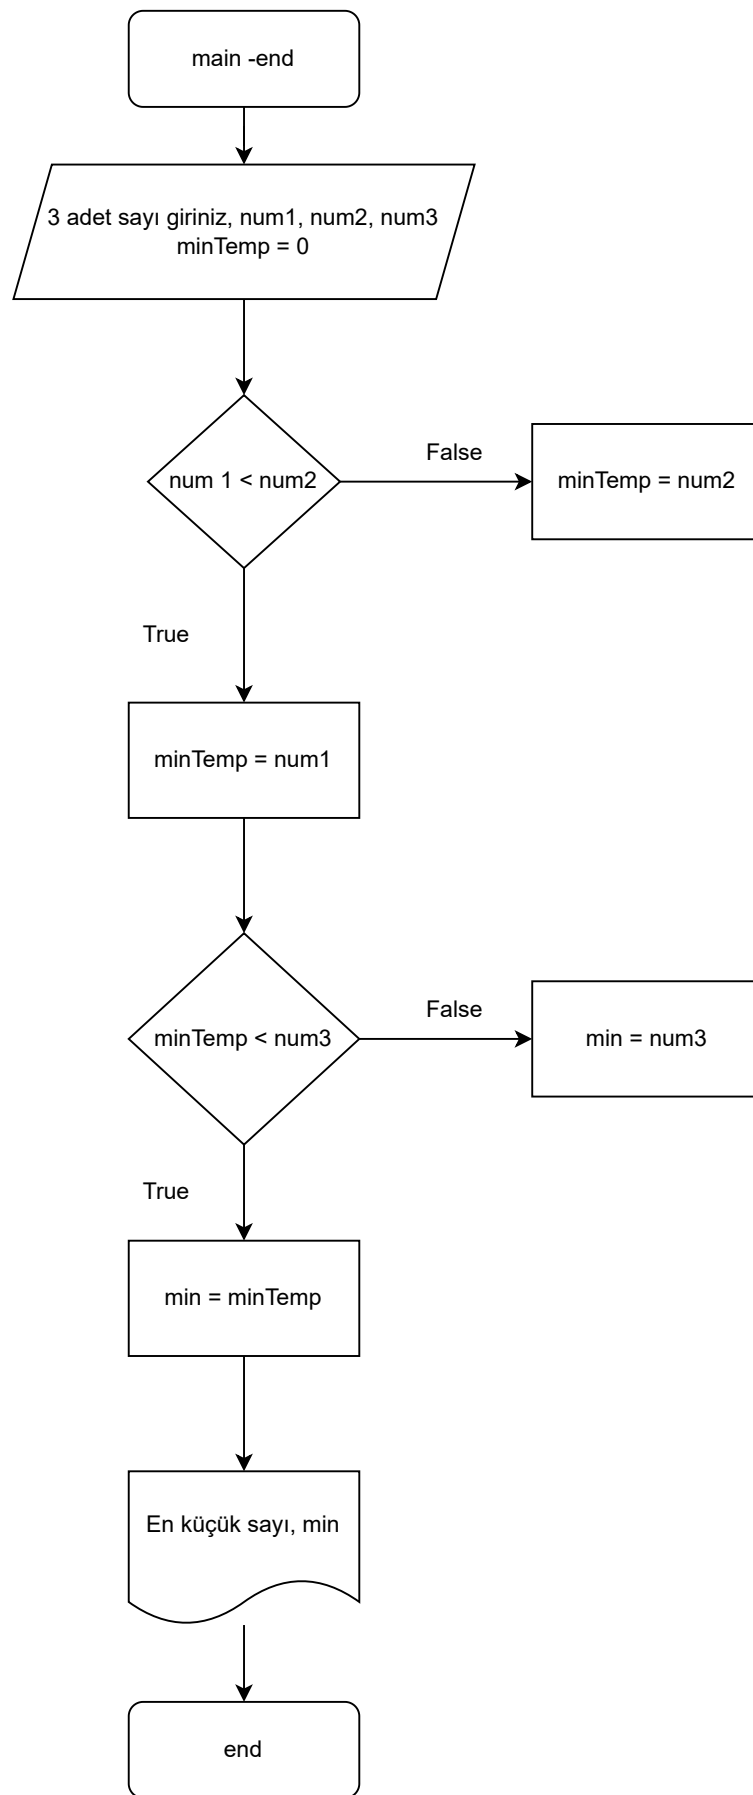 main -end
3 adet sayı giriniz, num1, num2, num3
minTemp = 0
num 1 < num2
False
minTemp = num2
True
minTemp = num1
minTemp < num3
False
min = num3
True
min = minTemp
En küçük sayı, min
end